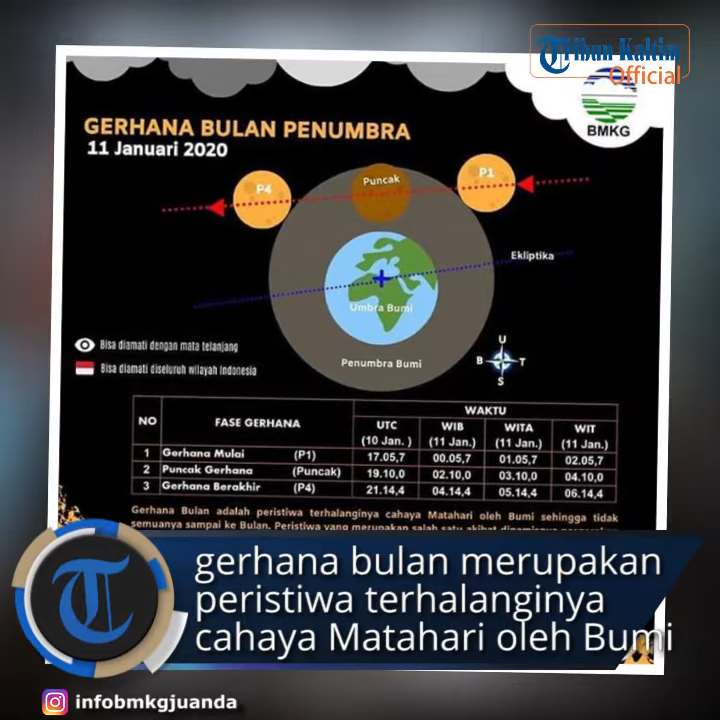 Tribun Kaltim
Official
BMKG
GERHANA BULAN PENUMBRA
11 Januari 2020
P4
Puncak
P1
Ekliptika
Umbra Bumi
Penumbra Bumi
Bisa diamati dengan mata telanjang
Bisa diamati diseluruh wilayah Indonesia
U
B T
S
NO FASE GERHANA WAKTU
UTC WIB WITA WIT
(10 Jan. ) (11 Jan.) (11 Jan.) (11 Jan.)
1 Gerhana Mulai (P1) 17.05,7 00.05,7 01.05,7 02.05,7
2 Puncak Gerhana (Puncak) 19.10,0 02.10,0 03.10,0 04.10,0
3 Gerhana Berakhir (P4) 21.14,4 04.14,4 05.14,4 06.14,4
Gerhana Bulan adalah peristiwa terhalanginya cahaya Matahari oleh Bumi sehingga tidak
semuanya sampai ke Bulan. Peristiwa yang merupakan salah satu akibat
T
gerhana bulan merupakan
peristiwa terhalanginya
cahaya Matahari oleh Bumi
infobmkgjuanda